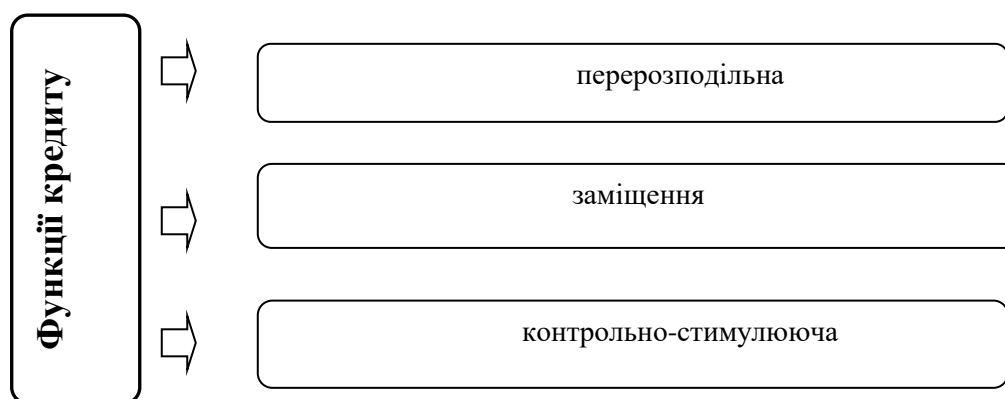 Функції кредиту
перерозподільна
заміщення
контрольно-стимулююча